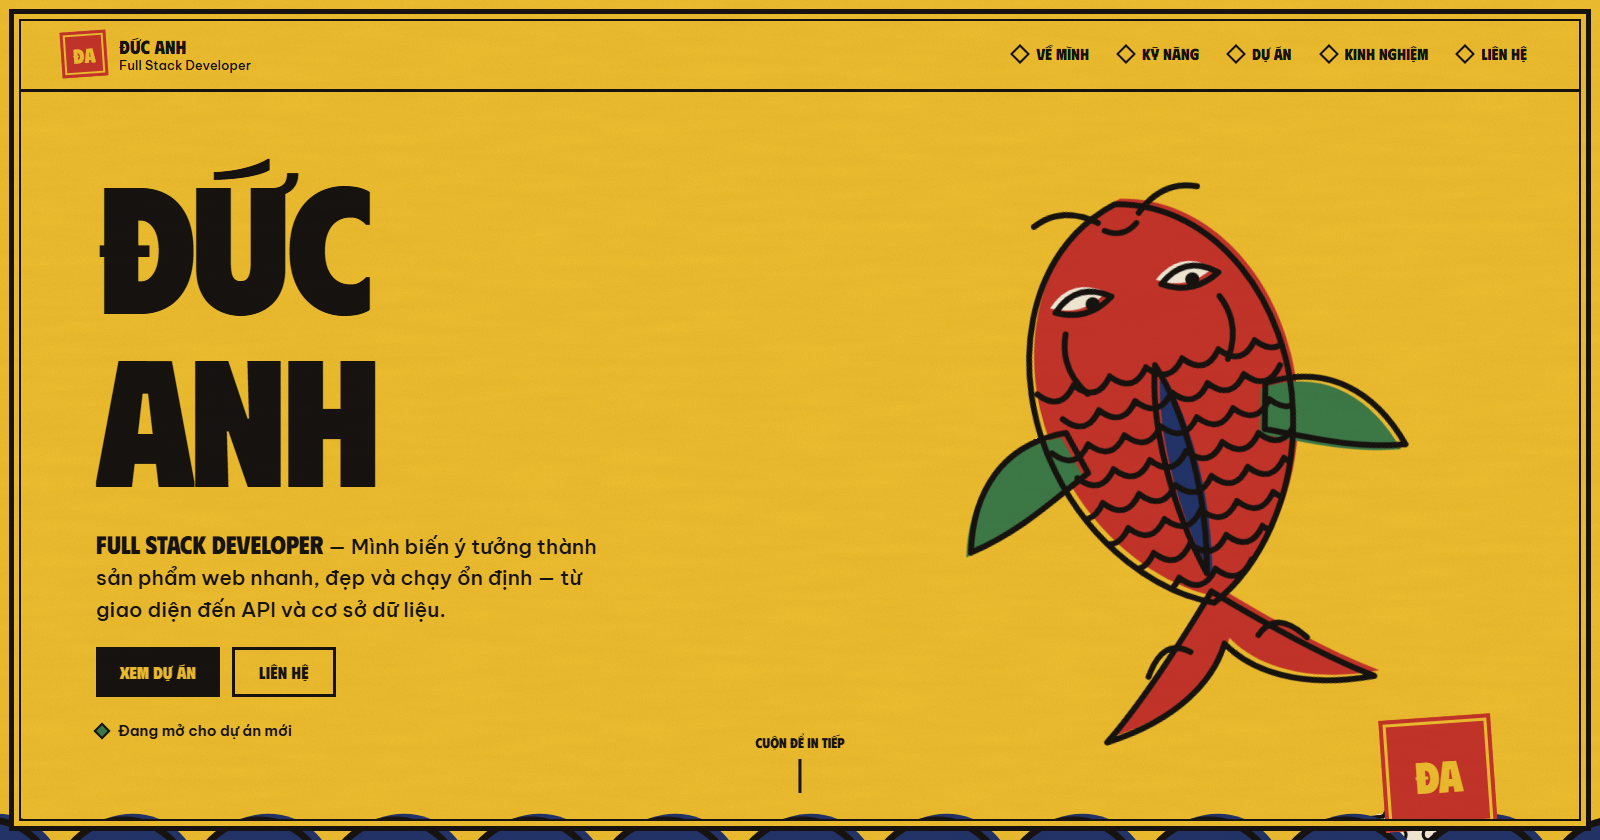 ĐA
ĐỨC ANH
Full Stack Developer
VỀ MÌNH
KỸ NĂNG
DỰ ÁN
KINH NGHIỆM
LIÊN HỆ
ĐỨC
ANH
FULL STACK DEVELOPER — Mình biến ý tưởng thành
sản phẩm web nhanh, đẹp và chạy ổn định — từ
giao diện đến API và cơ sở dữ liệu.
XEM DỰ ÁN
LIÊN HỆ
Đang mở cho dự án mới
CUỘN ĐỂ IN TIẾP
ĐA